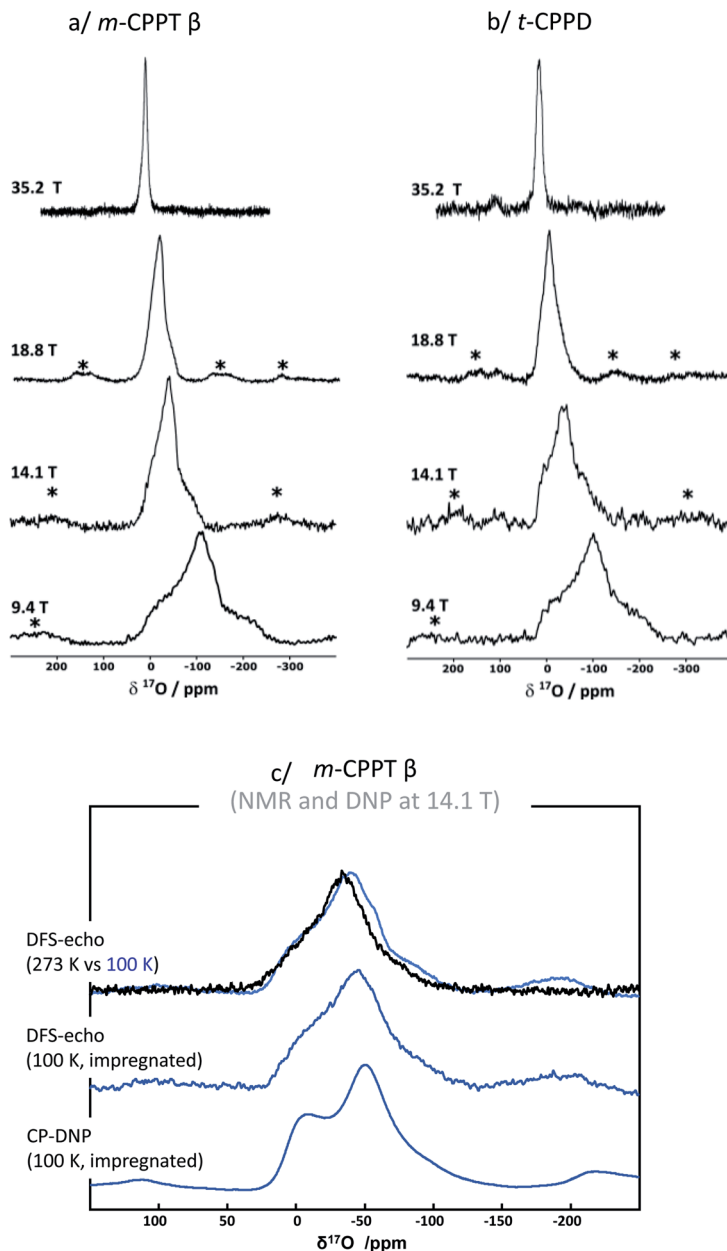 a/ m-CPPT β
b/ t-CPPD
35.2 T
35.2 T
18.8 T
* * *
18.8 T
* * *
14.1 T
* *
14.1 T
* *
9.4 T
*
9.4 T
*
200 100 0 -100 -200 -300
200 100 0 -100 -200 -300
δ ¹⁷O / ppm
δ ¹⁷O / ppm
c/ m-CPPT β
(NMR and DNP at 14.1 T)
DFS-echo
(273 K vs 100 K)
DFS-echo
(100 K, impregnated)
CP-DNP
(100 K, impregnated)
100 50 0 -50 -100 -150 -200
δ¹⁷O /ppm